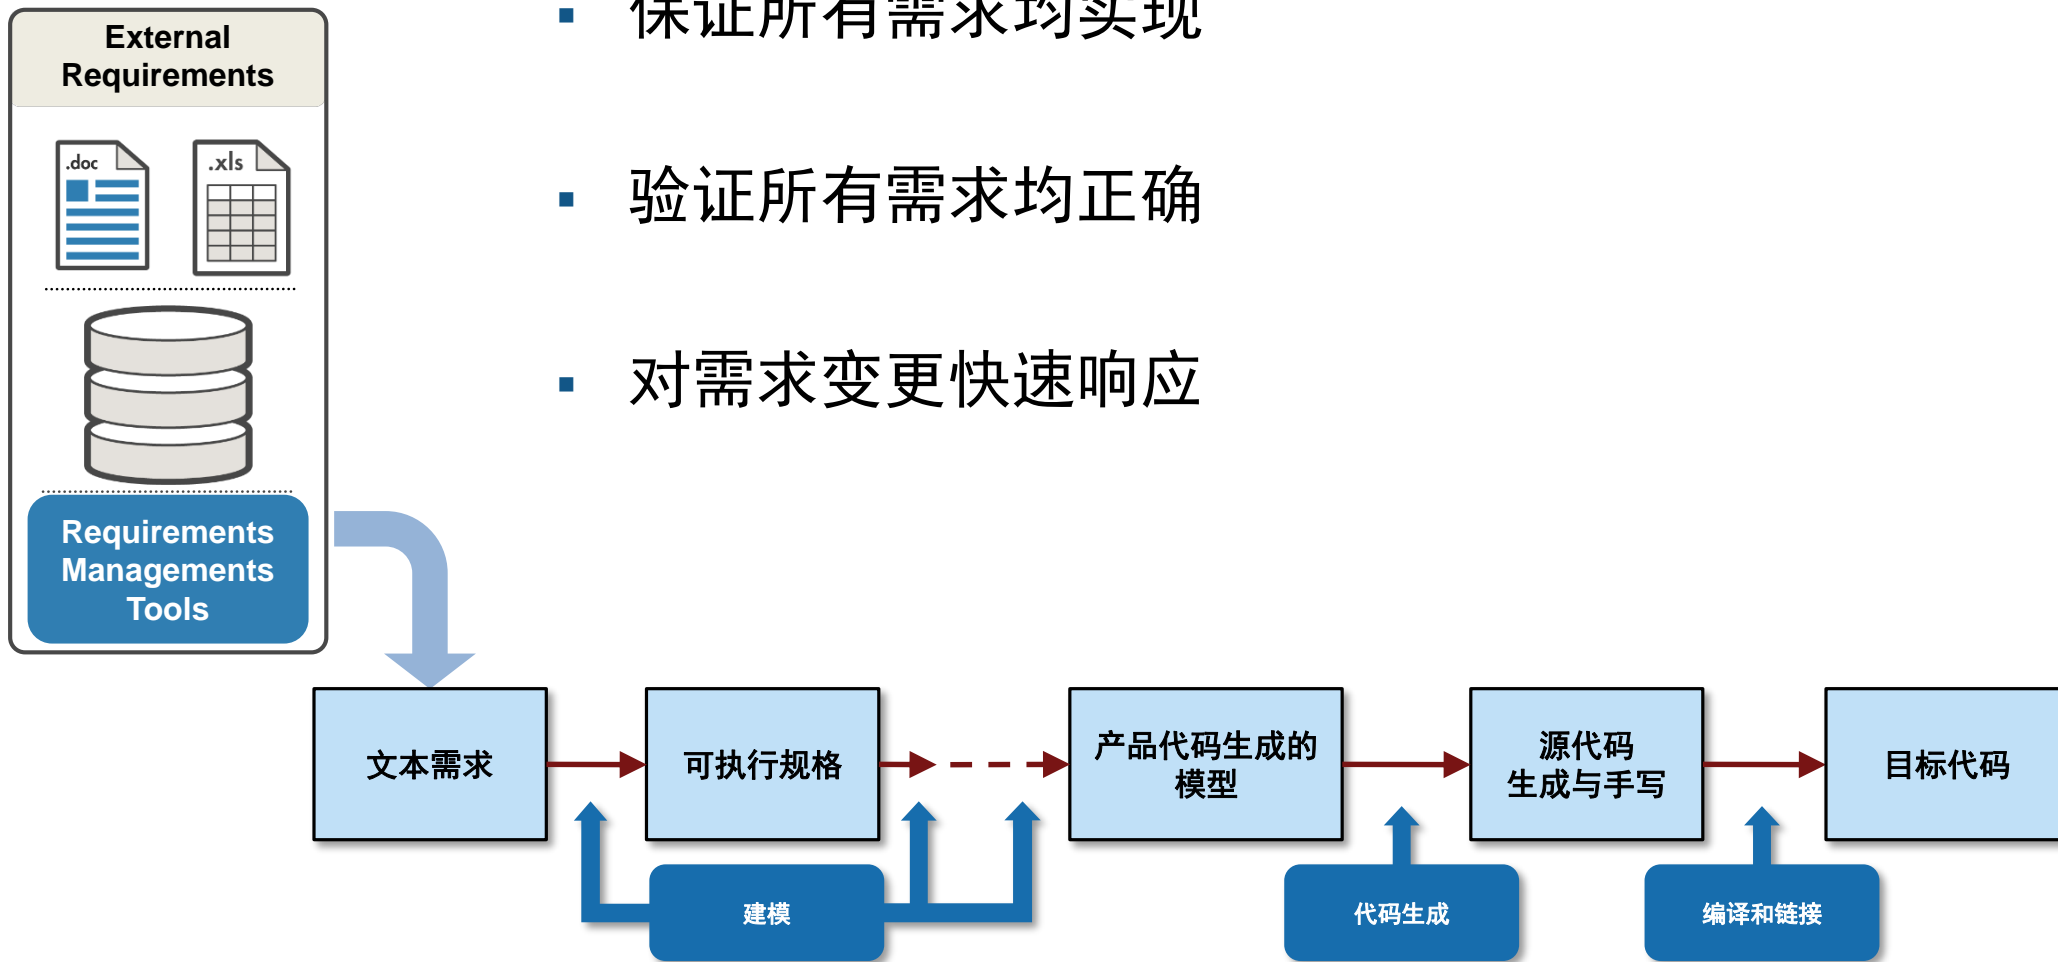 External
Requirements
.doc
.xls
Requirements
Managements
Tools
▪ 保证所有需求均实现
▪ 验证所有需求均正确
▪ 对需求变更快速响应
文本需求
可执行规格
产品代码生成的
模型
源代码
生成与手写
目标代码
建模
代码生成
编译和链接